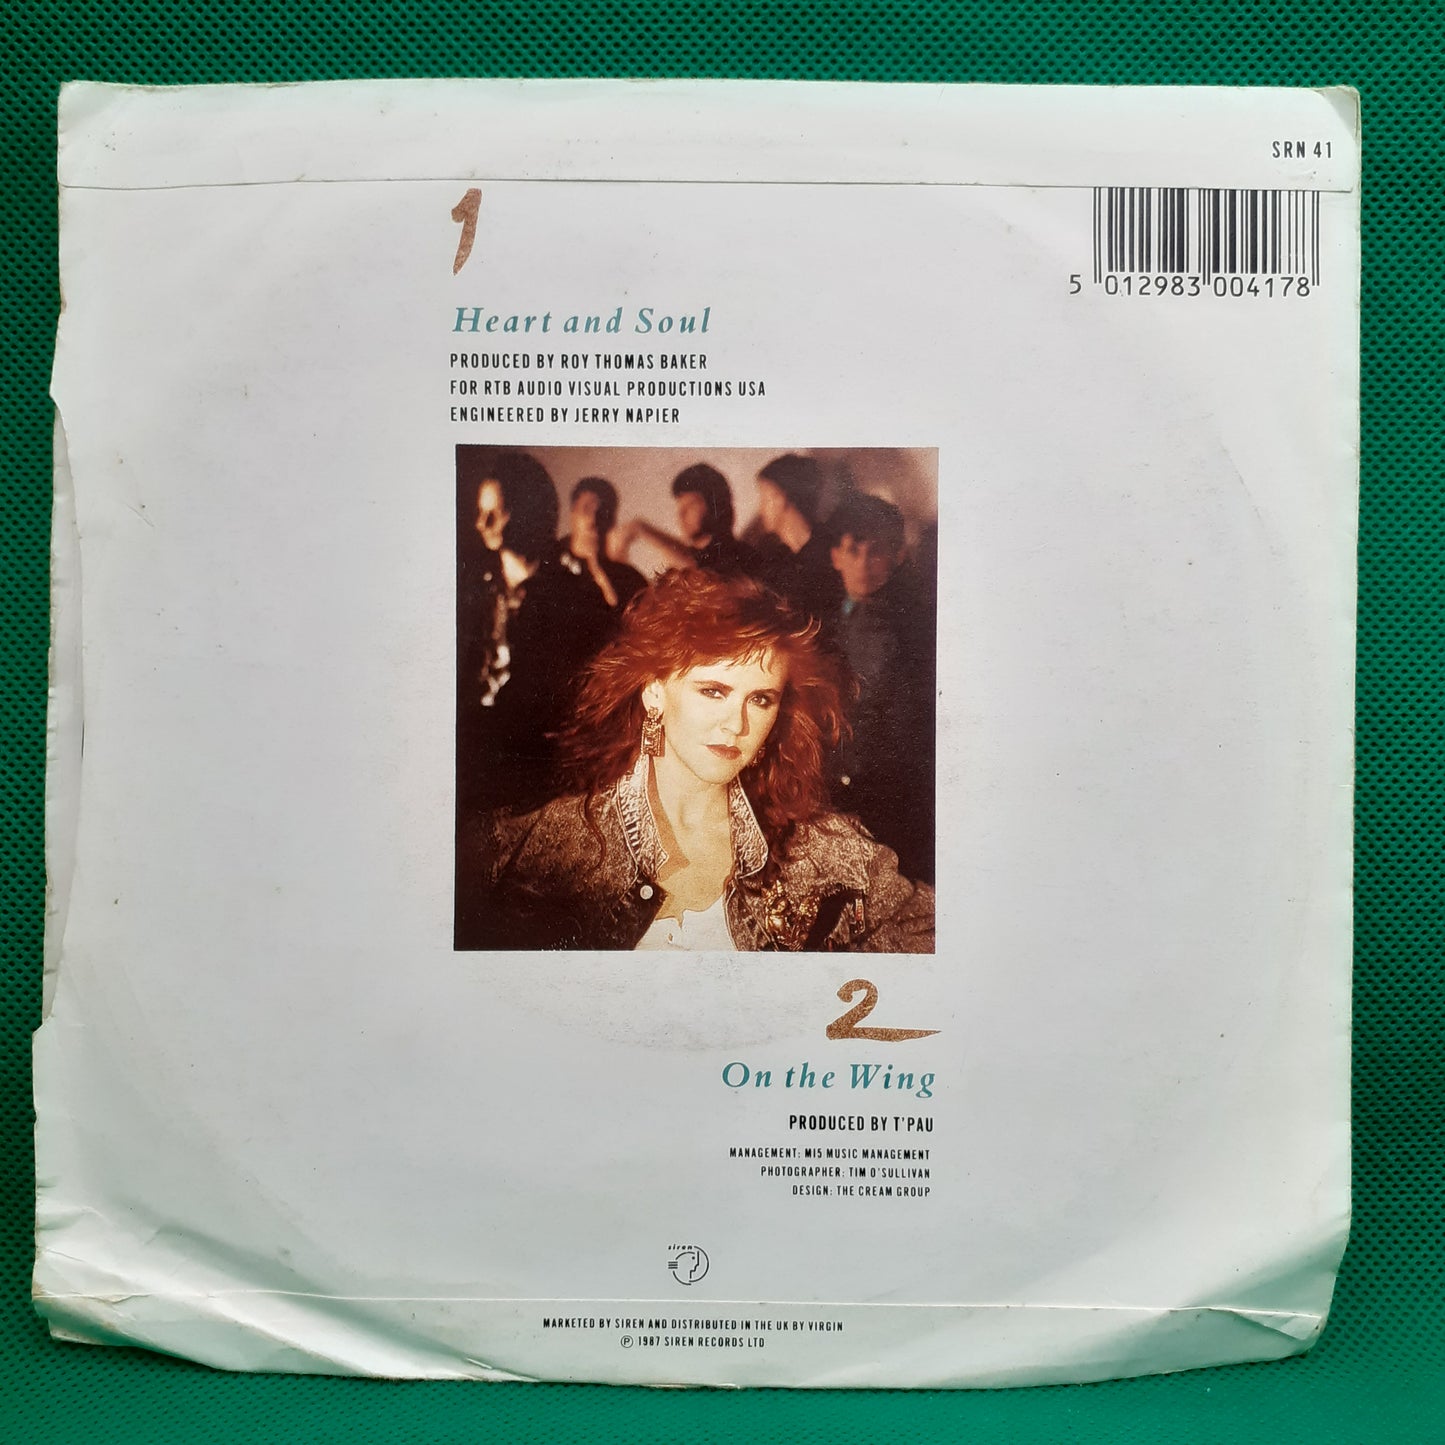 SRN 41
5 012983 004178
1
Heart and Soul
PRODUCED BY ROY THOMAS BAKER
FOR RTB AUDIO VISUAL PRODUCTIONS USA
ENGINEERED BY JERRY NAPIER
2
On the Wing
PRODUCED BY T'PAU
MANAGEMENT: MI5 MUSIC MANAGEMENT
PHOTOGRAPHER: TIM O'SULLIVAN
DESIGN: THE CREAM GROUP
siren
MARKETED BY SIREN AND DISTRIBUTED IN THE UK BY VIRGIN
℗ 1987 SIREN RECORDS LTD